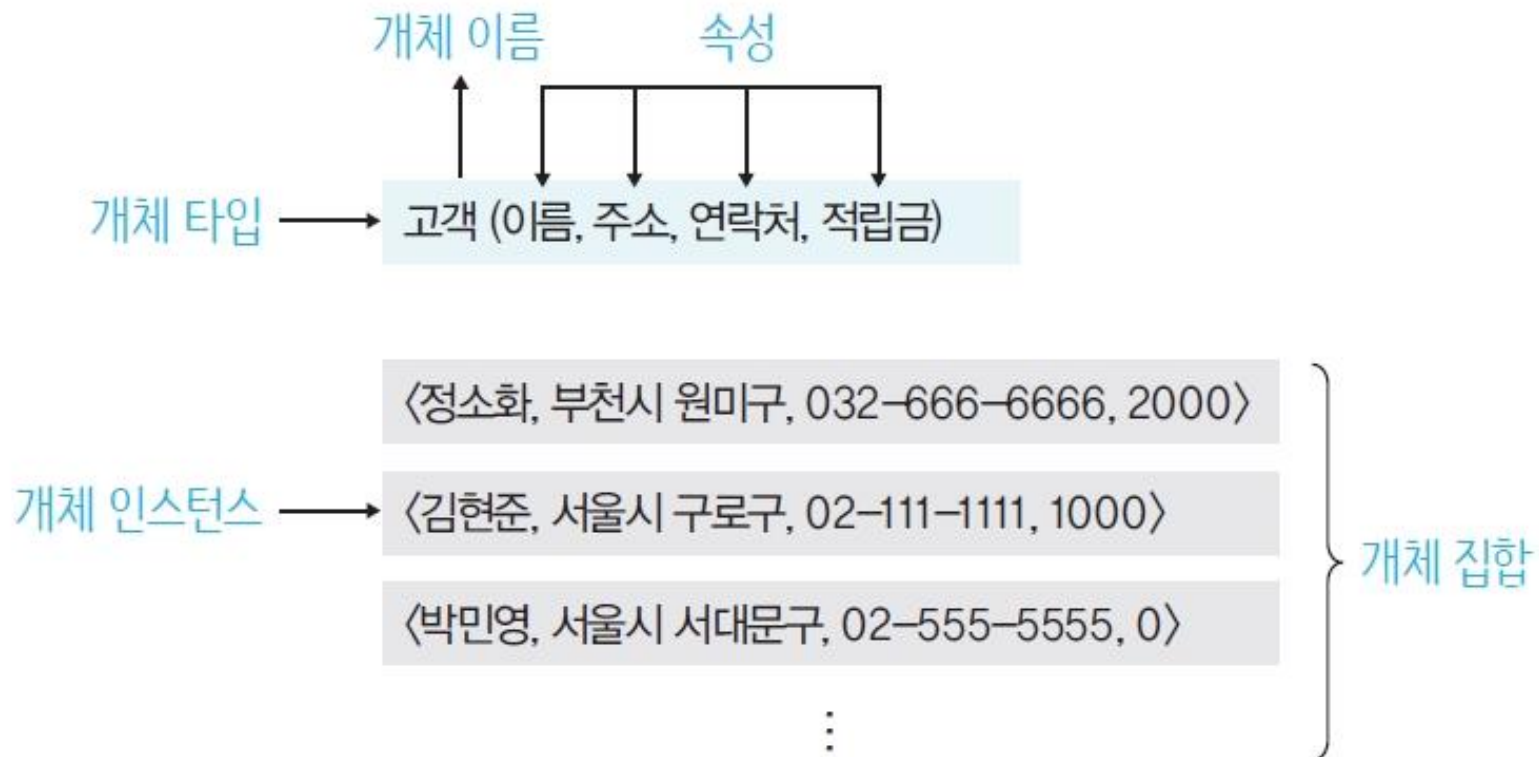 개체 이름 속성
개체 타입 고객 (이름, 주소, 연락처, 적립금)
〈정소화, 부천시 원미구, 032–666–6666, 2000〉
개체 인스턴스 〈김현준, 서울시 구로구, 02–111–1111, 1000〉
개체 집합
〈박민영, 서울시 서대문구, 02–555–5555, 0〉
⋮